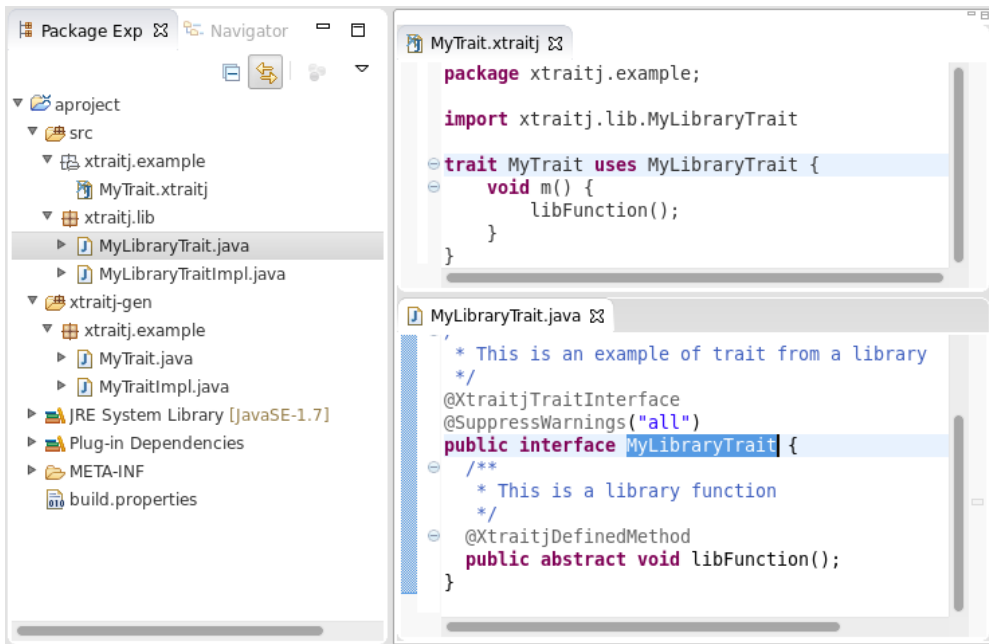 Package Exp
Navigator
aproject
src
xtraitj.example
MyTrait.xtraitj
xtraitj.lib
MyLibraryTrait.java
MyLibraryTraitImpl.java
xtraitj-gen
xtraitj.example
MyTrait.java
MyTraitImpl.java
JRE System Library [JavaSE-1.7]
Plug-in Dependencies
META-INF
build.properties
MyTrait.xtraitj
package xtraitj.example;
import xtraitj.lib.MyLibraryTrait
trait MyTrait uses MyLibraryTrait {
void m() {
libFunction();
}
}
MyLibraryTrait.java
* This is an example of trait from a library
*/
@XtraitjTraitInterface
@SuppressWarnings("all")
public interface MyLibraryTrait {
/**
* This is a library function
*/
@XtraitjDefinedMethod
public abstract void libFunction();
}